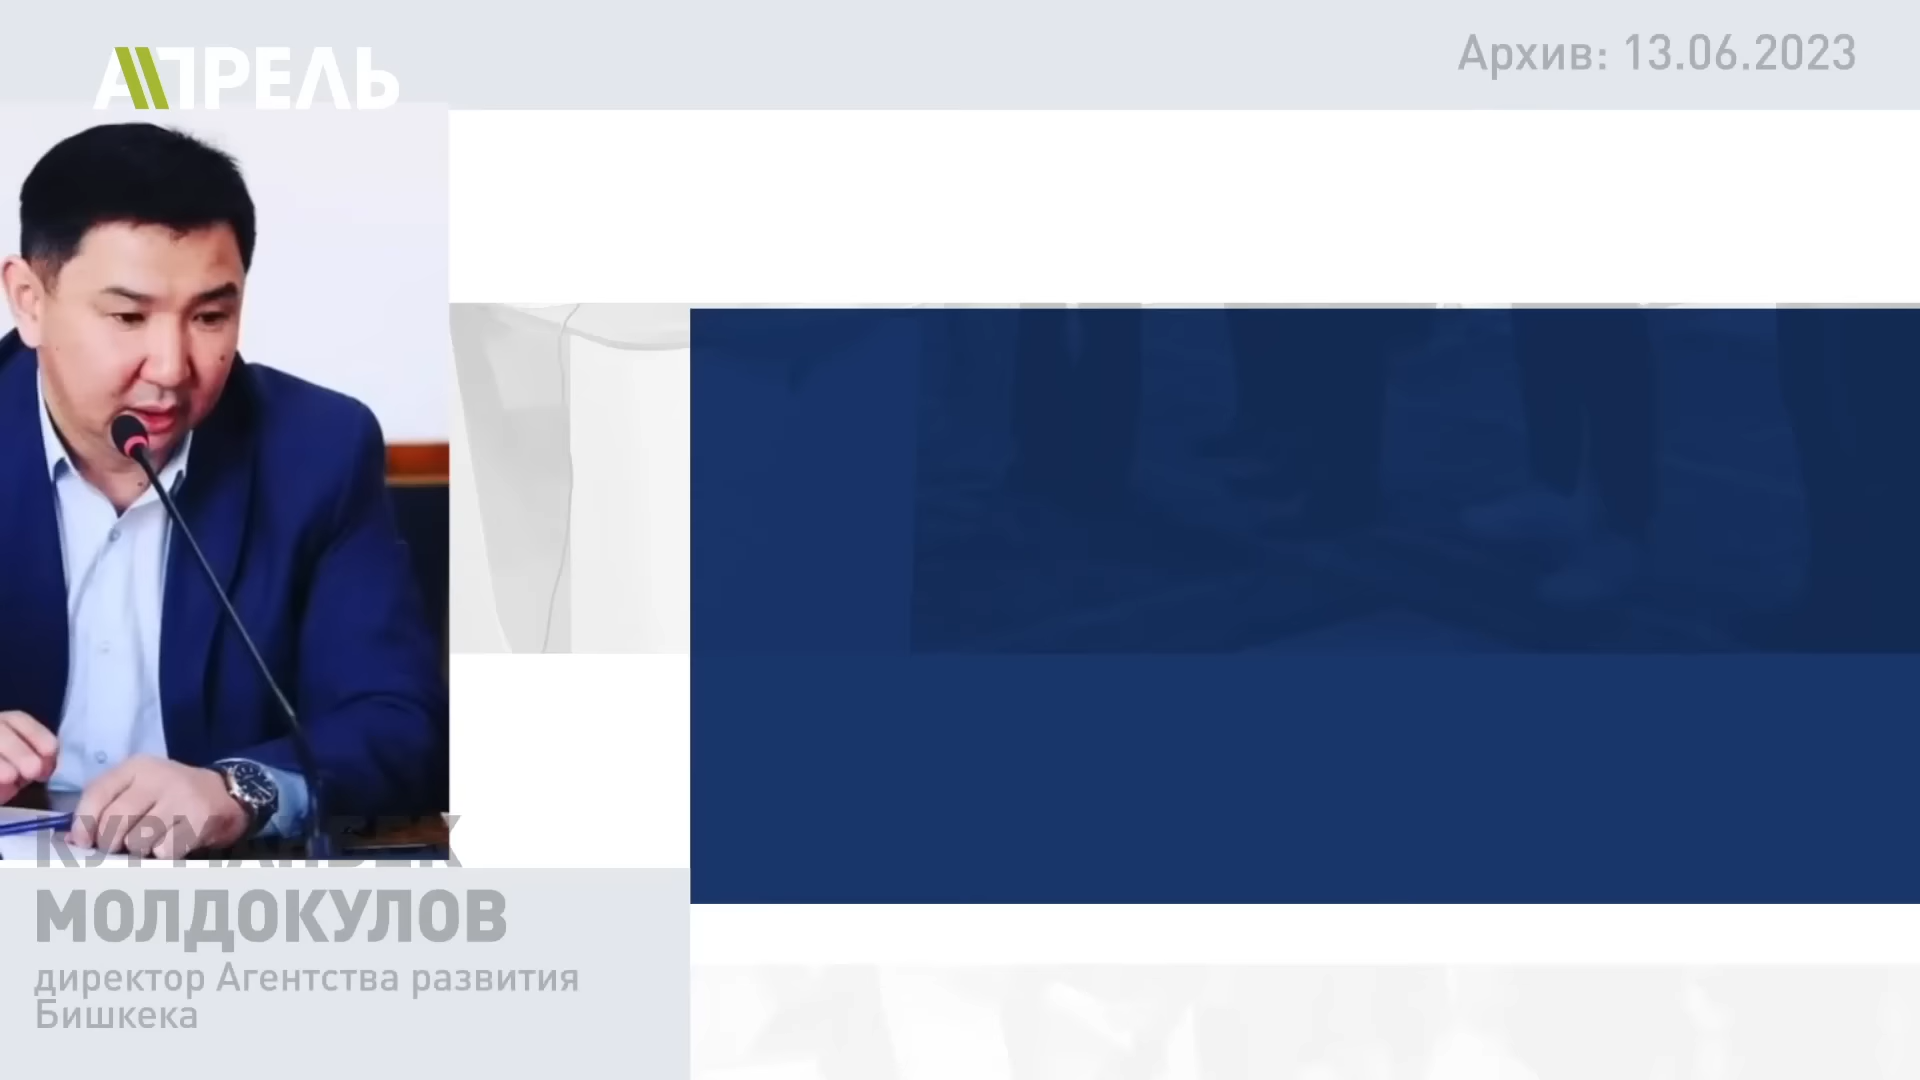 АПРЕЛЬ
Архив: 13.06.2023
КУРМАНБЕК
МОЛДОКУЛОВ
директор Агентства развития
Бишкека